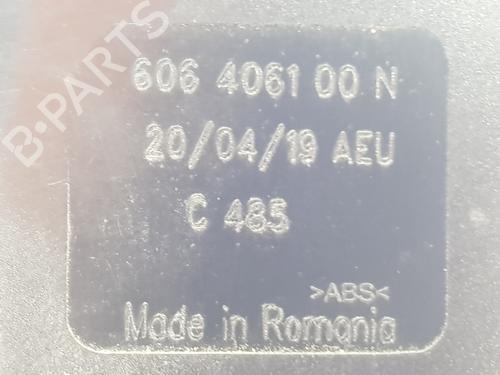 B-PARTS
606 4061 00 N
20/04/19 AEU
C 485
>ABS<
Made in Romania